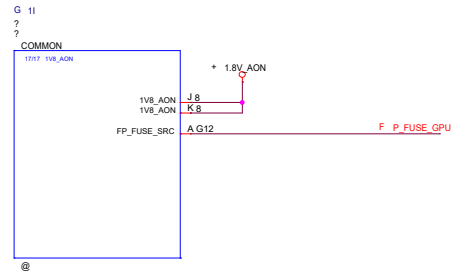 G 1I
?
?
COMMON
17/17 1V8_AON
+ 1.8V_AON
1V8_AON J 8
1V8_AON K 8
FP_FUSE_SRC A G12
F P_FUSE_GPU
@